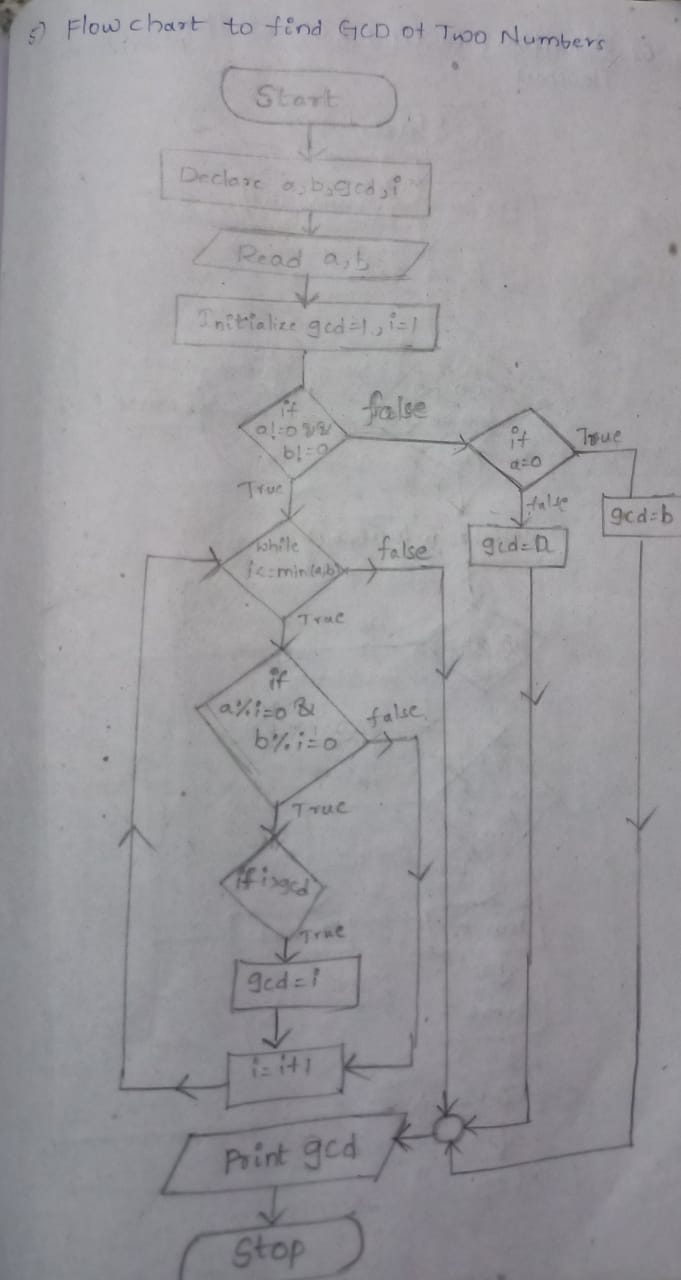 5) Flow chart to find GCD of Two Numbers
Start
Declare a,b,gcd,i
Read a,b
Initialize gcd=1, i=1
if
a!=0 &&
b!=0
false
if
a=0
True
gcd=b
false
gcd=a
True
while
i<=min(a,b)
false
True
if
a%i=0 &
b%i=0
false
True
if i>gcd
True
gcd=i
i=i+1
Print gcd
Stop